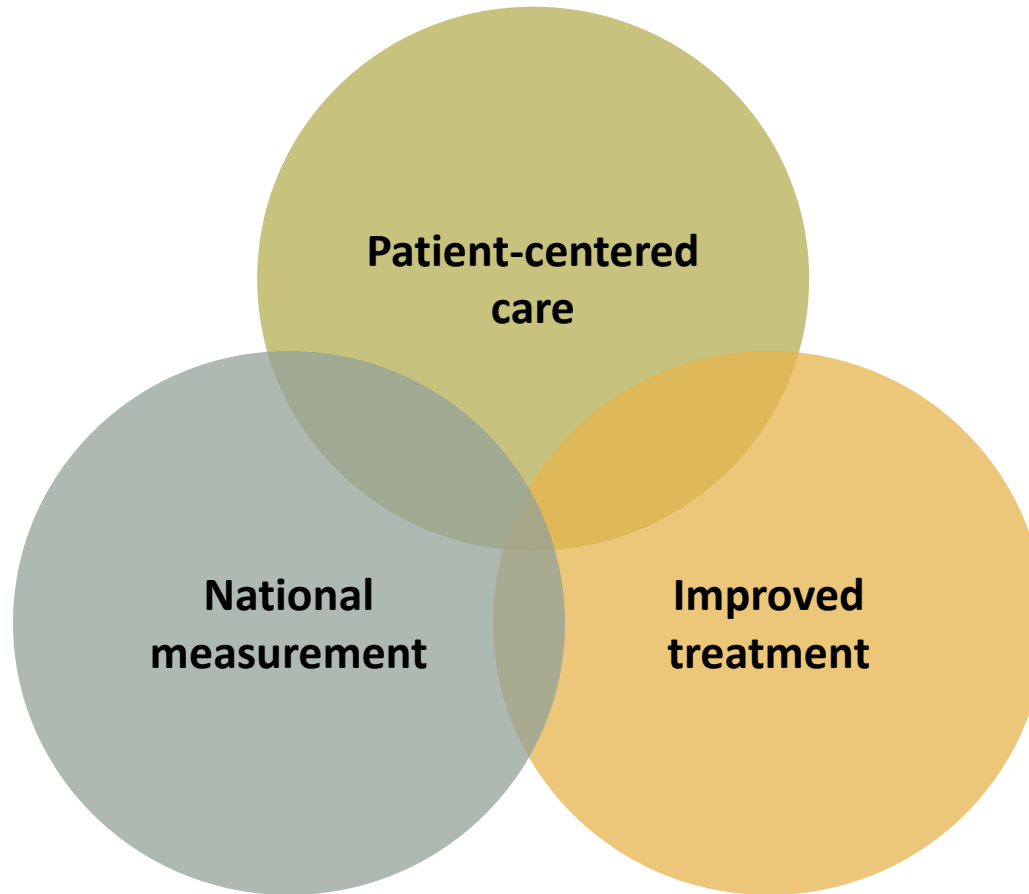 Patient-centered
care
National
measurement
Improved
treatment